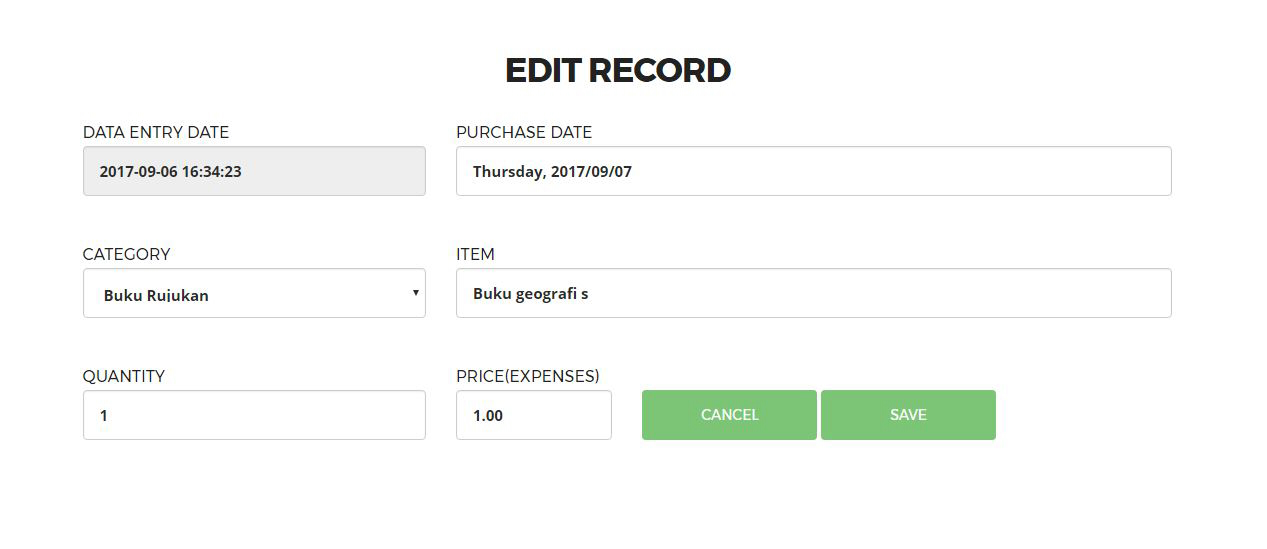 EDIT RECORD
DATA ENTRY DATE
PURCHASE DATE
2017-09-06 16:34:23
Thursday, 2017/09/07
CATEGORY
ITEM
Buku Rujukan
Buku geografi s
QUANTITY
PRICE(EXPENSES)
1
1.00
CANCEL
SAVE